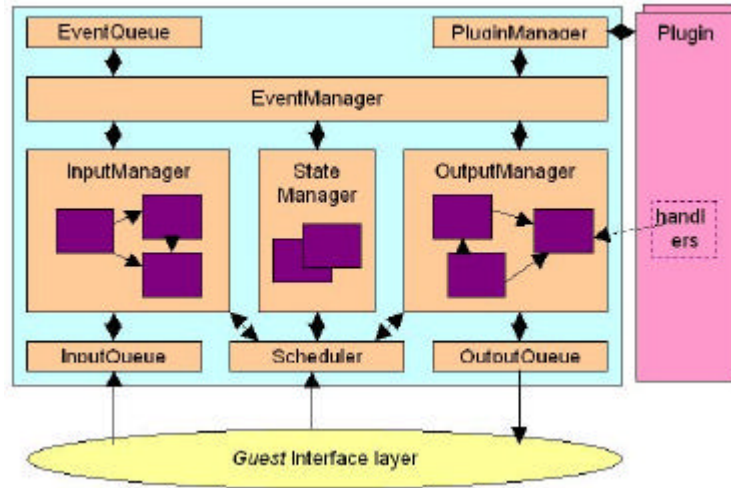 EventQueue
PluginManager
Plugin
EventManager
InputManager
State
Manager
OutputManager
handl
ers
InputQueue
Scheduler
OutputQueue
Guest Interface layer